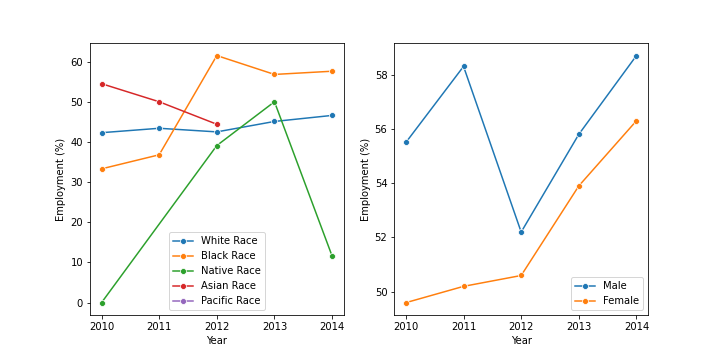 60
50
40
30
20
10
0
Employment (%)
2010 2011 2012 2013 2014
Year
White Race
Black Race
Native Race
Asian Race
Pacific Race
58
56
54
52
50
Employment (%)
2010 2011 2012 2013 2014
Year
Male
Female